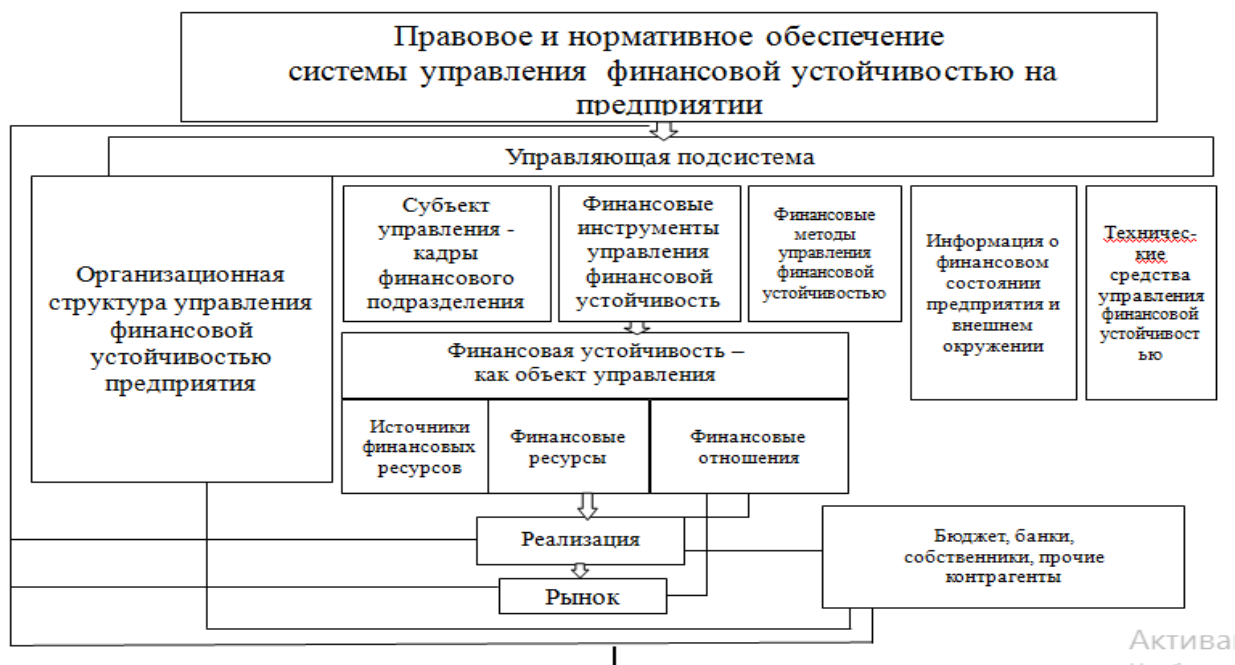 Правовое и нормативное обеспечение
системы управления финансовой устойчивостью на
предприятии
Управляющая подсистема
Организационная
структура управления
финансовой
устойчивостью
предприятия
Субъект
управления -
кадры
финансового
подразделения
Финансовые
инструменты
управления
финансовой
устойчивость
Финансовые
методы
управления
финансовой
устойчивостью
Информация о
финансовом
состоянии
предприятия и
внешнем
окружении
Техничес-
кие
средства
управления
финансовой
устойчивост
ью
Финансовая устойчивость –
как объект управления
Источники
финансовых
ресурсов
Финансовые
ресурсы
Финансовые
отношения
Реализация
Рынок
Бюджет, банки,
собственники, прочие
контрагенты